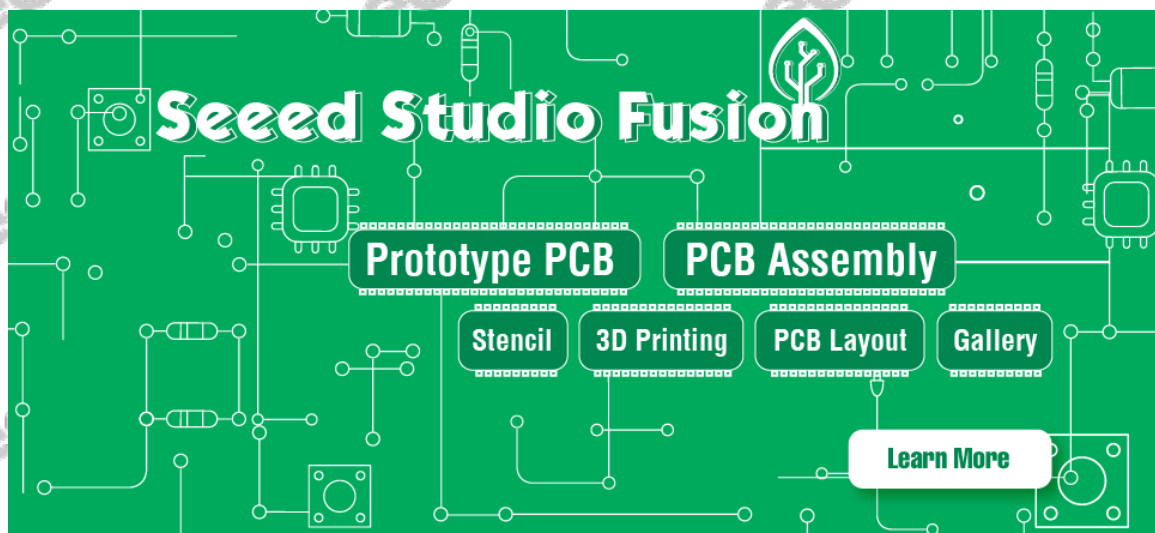 Seeed Studio Fusion
Prototype PCB
PCB Assembly
Stencil
3D Printing
PCB Layout
Gallery
Learn More